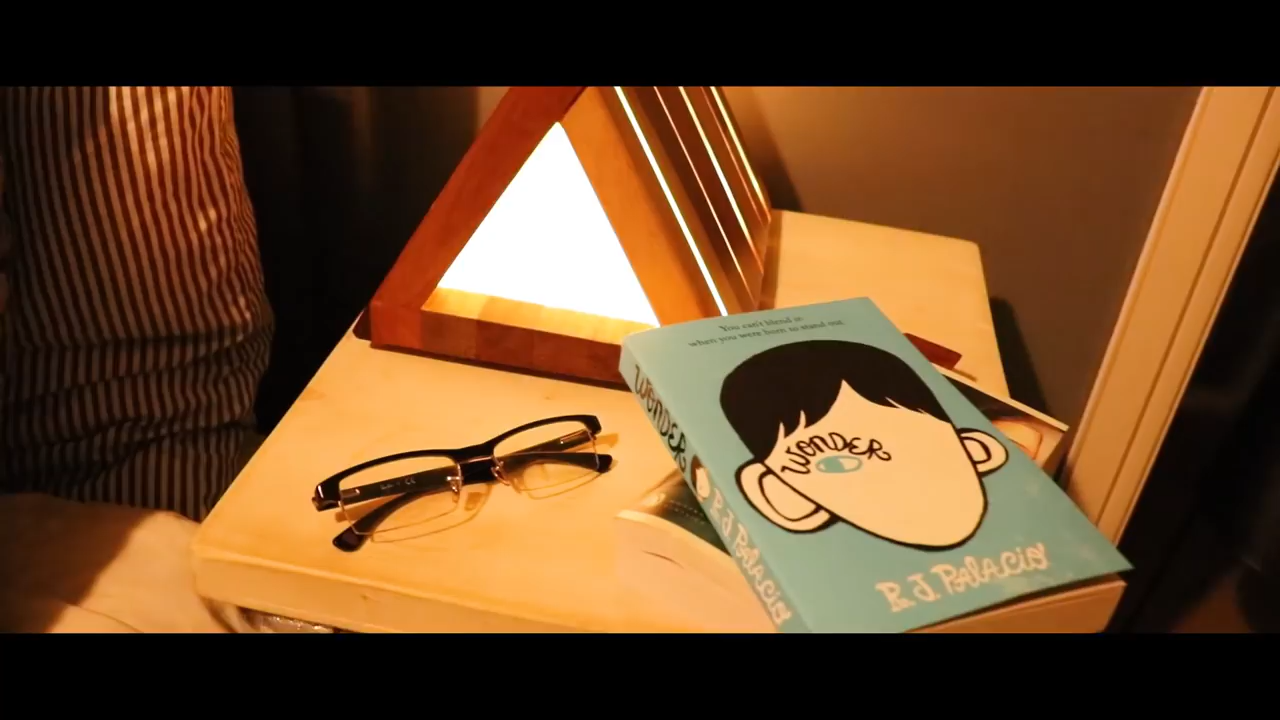 You can't blend in
when you were born to stand out.
WONDER
R. J. PALACIO
WONDER
R. J. PALACIO